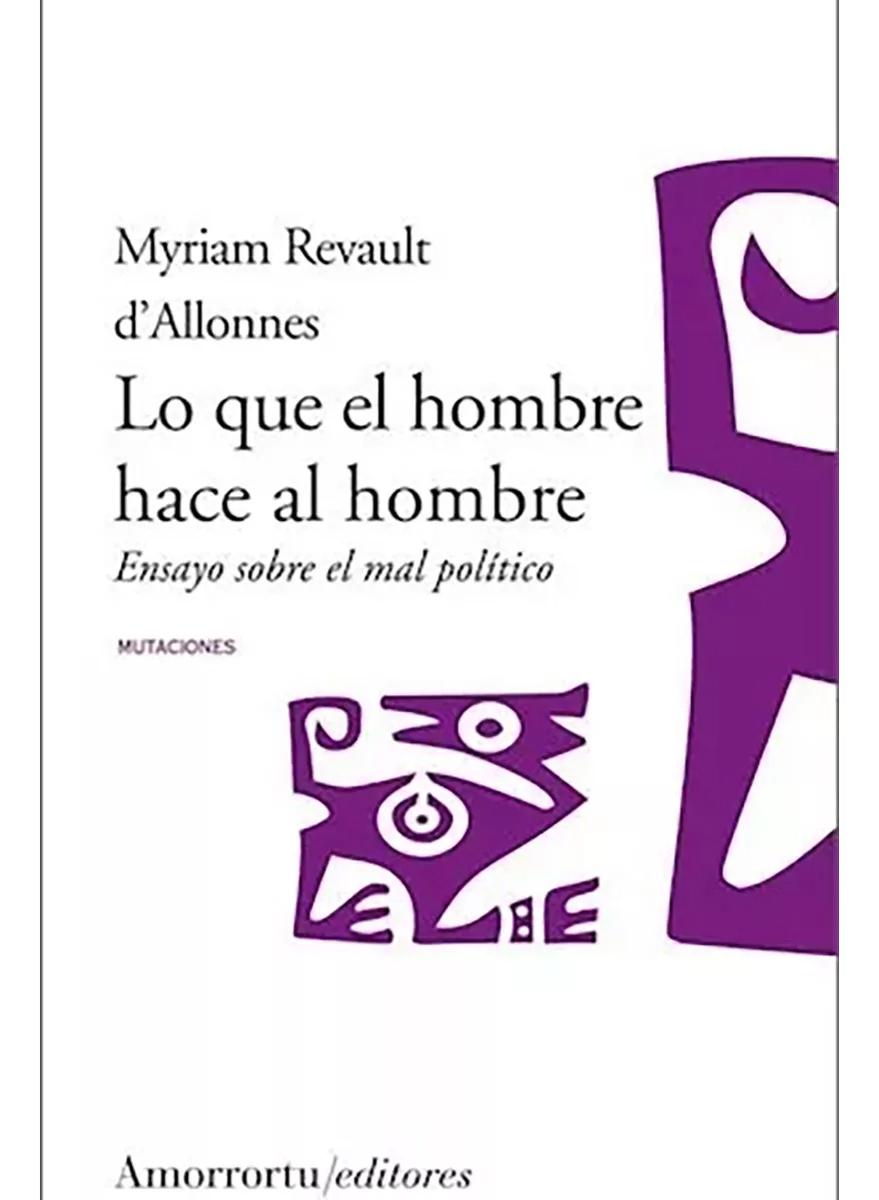 Myriam Revault
d’Allonnes
Lo que el hombre
hace al hombre
Ensayo sobre el mal político
MUTACIONES
Amorrortu/editores